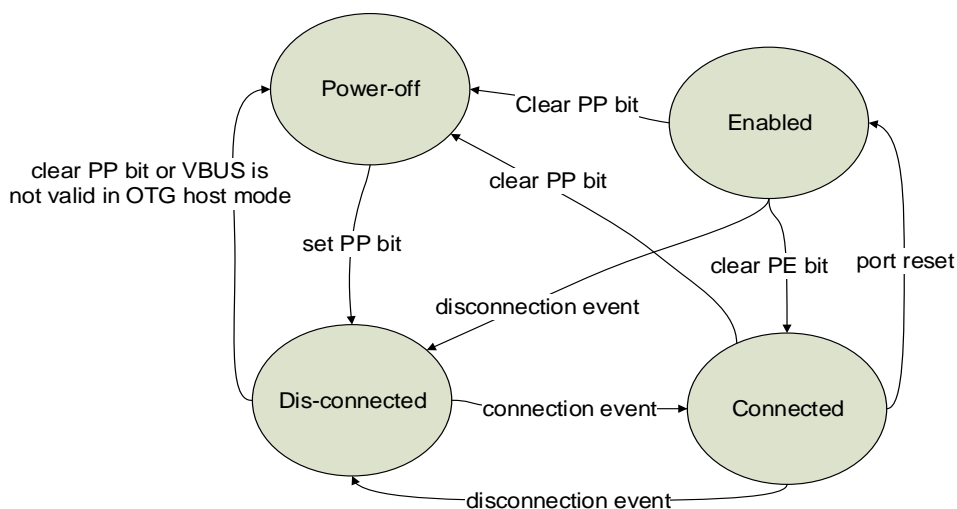 Power-off
Clear PP bit
Enabled
clear PP bit or VBUS is
not valid in OTG host mode
clear PP bit
set PP bit
clear PE bit
port reset
disconnection event
Dis-connected
connection event
Connected
disconnection event